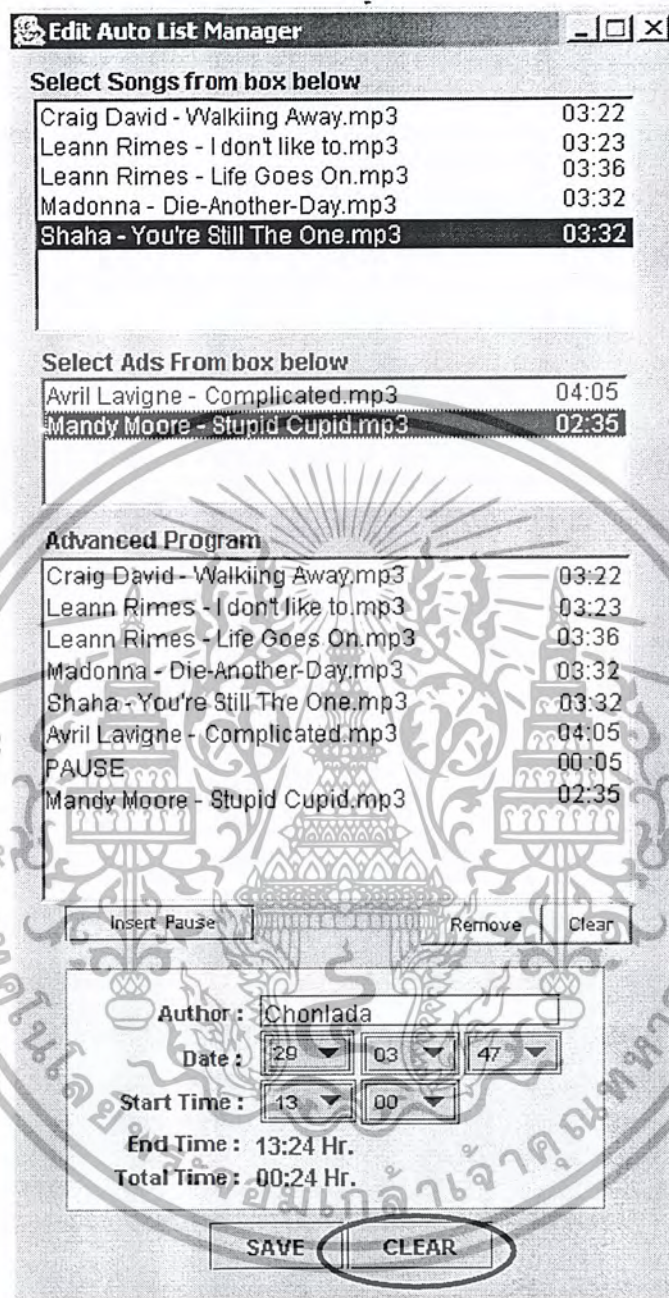 Edit Auto List Manager
Select Songs from box below
Craig David - Walkiing Away.mp3 03:22
Leann Rimes - I don't like to.mp3 03:23
Leann Rimes - Life Goes On.mp3 03:36
Madonna - Die-Another-Day.mp3 03:32
Shaha - You're Still The One.mp3 03:32
Select Ads From box below
Avril Lavigne - Complicated.mp3 04:05
Mandy Moore - Stupid Cupid.mp3 02:35
Advanced Program
Craig David - Walkiing Away.mp3 03:22
Leann Rimes - I don't like to.mp3 03:23
Leann Rimes - Life Goes On.mp3 03:36
Madonna - Die-Another-Day.mp3 03:32
Shaha - You're Still The One.mp3 03:32
Avril Lavigne - Complicated.mp3 04:05
PAUSE 00:05
Mandy Moore - Stupid Cupid.mp3 02:35
Insert Pause Remove Clear
Author : Chonlada
Date : 29 03 47
Start Time : 13 00
End Time : 13:24 Hr.
Total Time : 00:24 Hr.
SAVE CLEAR